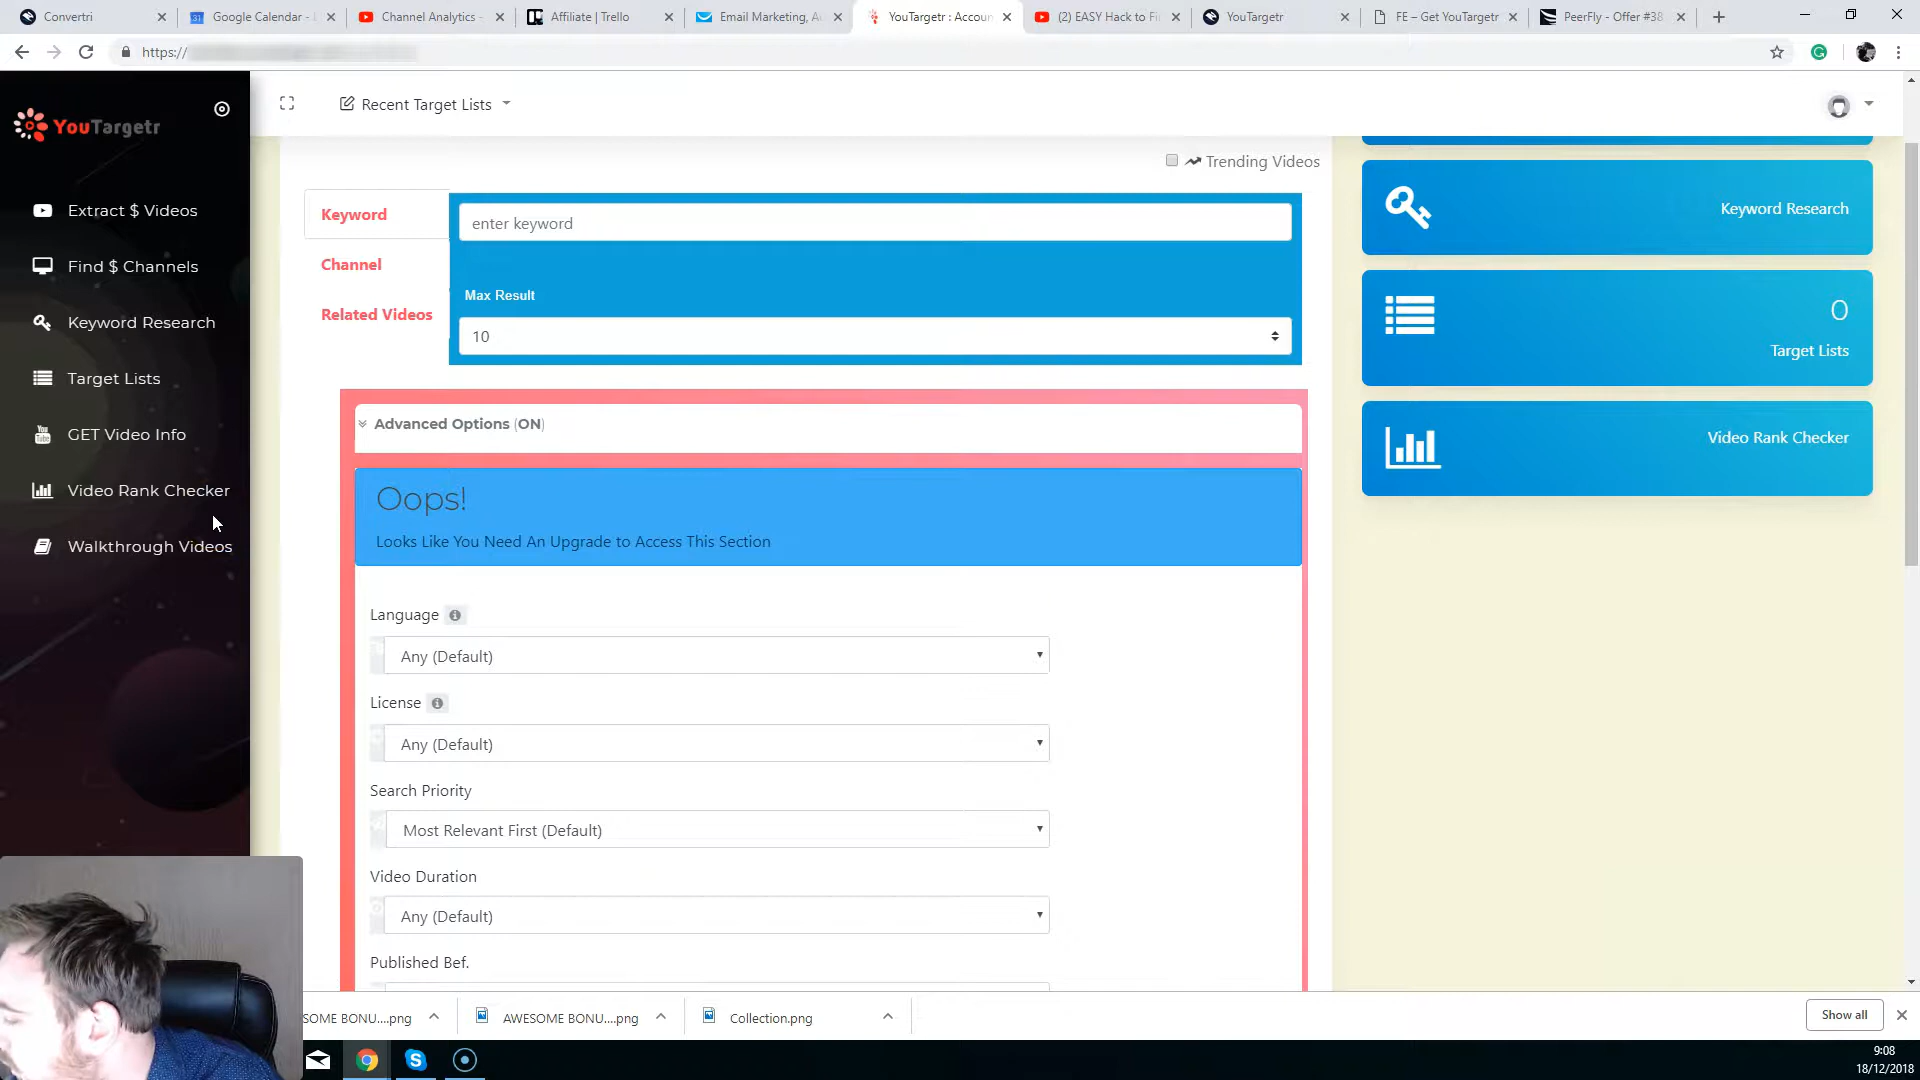 Convertri
Google Calendar - L
Channel Analytics -
Affiliate | Trello
Email Marketing, Au
YouTargetr : Accoun
(2) EASY Hack to Fi
YouTargetr
FE – Get YouTargetr
PeerFly - Offer #38
https://
YouTargetr
Recent Target Lists
Extract $ Videos
Find $ Channels
Keyword Research
Target Lists
GET Video Info
Video Rank Checker
Walkthrough Videos
Trending Videos
Keyword
enter keyword
Channel
Related Videos
Max Result
10
Advanced Options (ON)
Oops!
Looks Like You Need An Upgrade to Access This Section
Language
Any (Default)
License
Any (Default)
Search Priority
Most Relevant First (Default)
Video Duration
Any (Default)
Published Bef.
Keyword Research
0
Target Lists
Video Rank Checker
SOME BONU....png
AWESOME BONU....png
Collection.png
Show all
9:08
18/12/2018